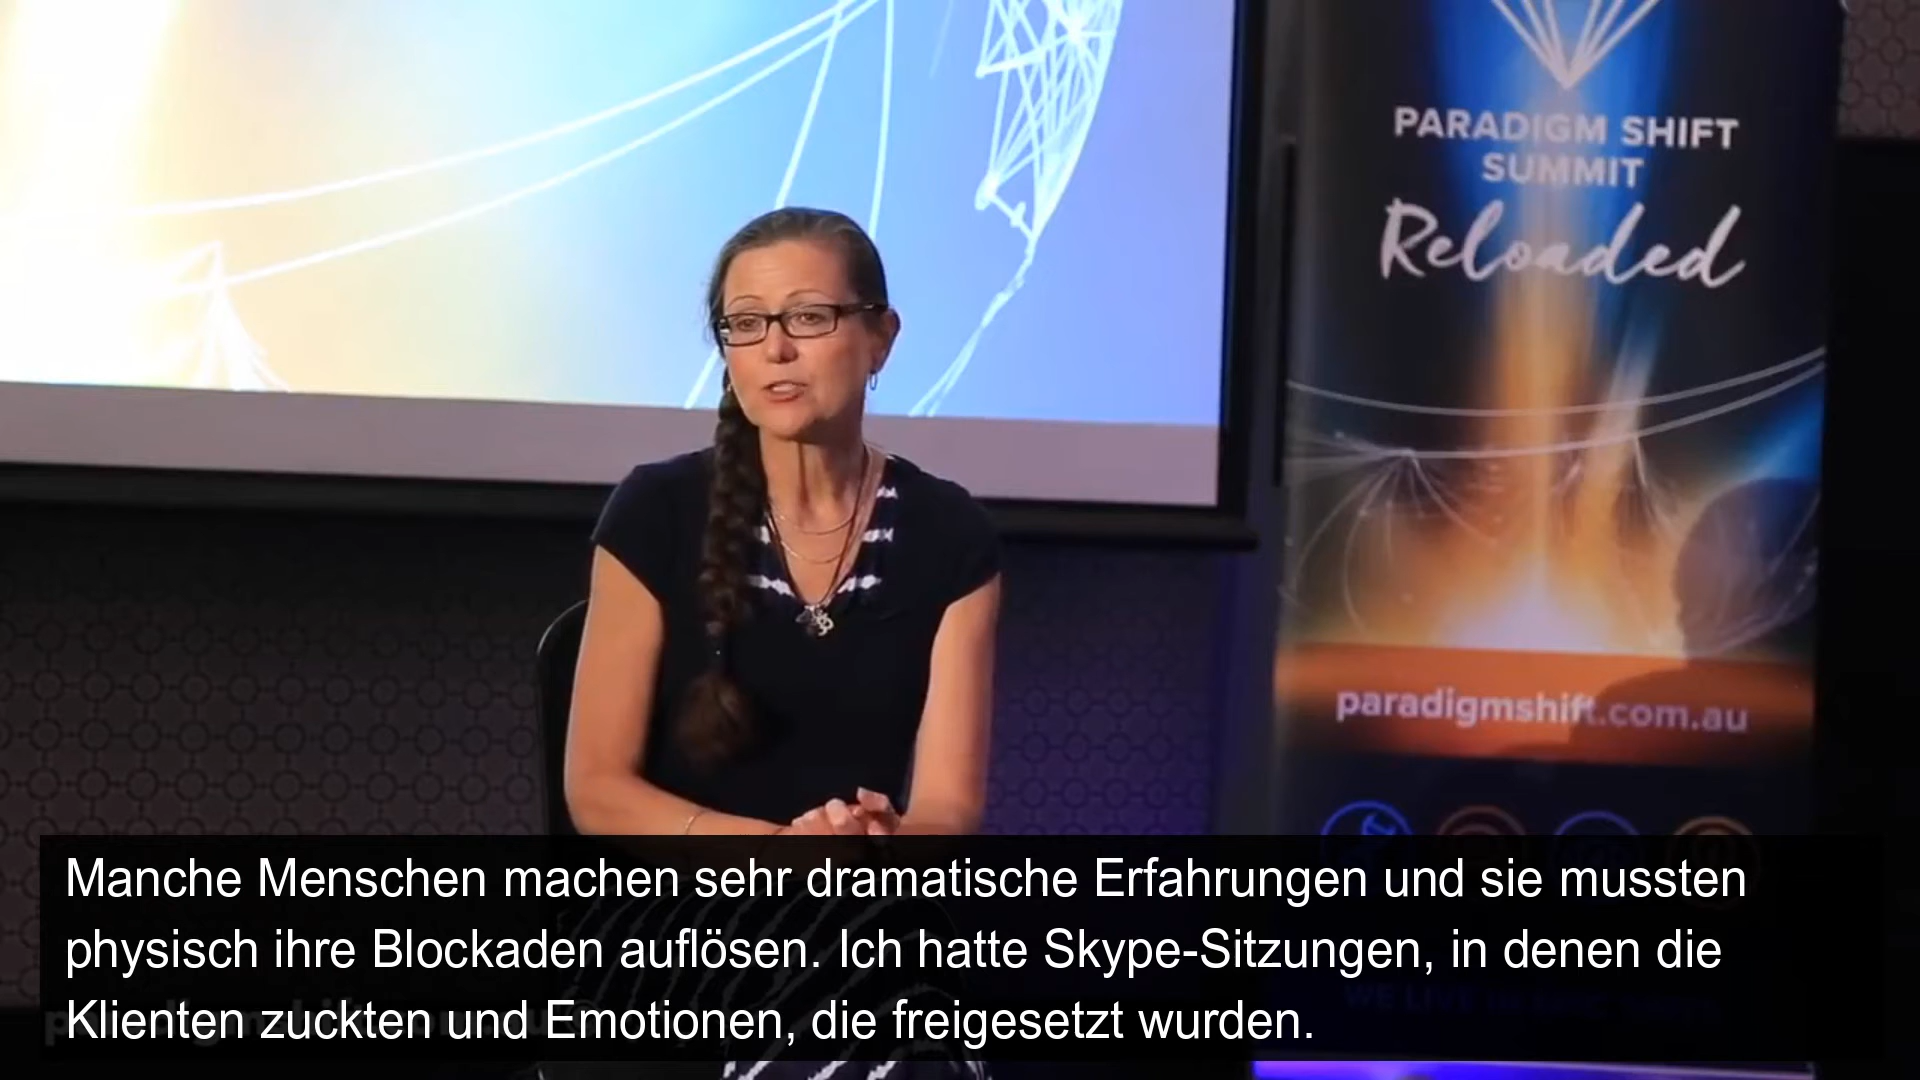 PARADIGM SHIFT
SUMMIT
Reloaded
paradigmshift.com.au
Manche Menschen machen sehr dramatische Erfahrungen und sie mussten
physisch ihre Blockaden auflösen. Ich hatte Skype-Sitzungen, in denen die
Klienten zuckten und Emotionen, die freigesetzt wurden.